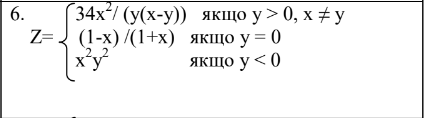 6. 34x²/ (y(x-y)) якщо y > 0, x ≠ y
Z= (1-x) /(1+x) якщо y = 0
x²y² якщо y < 0